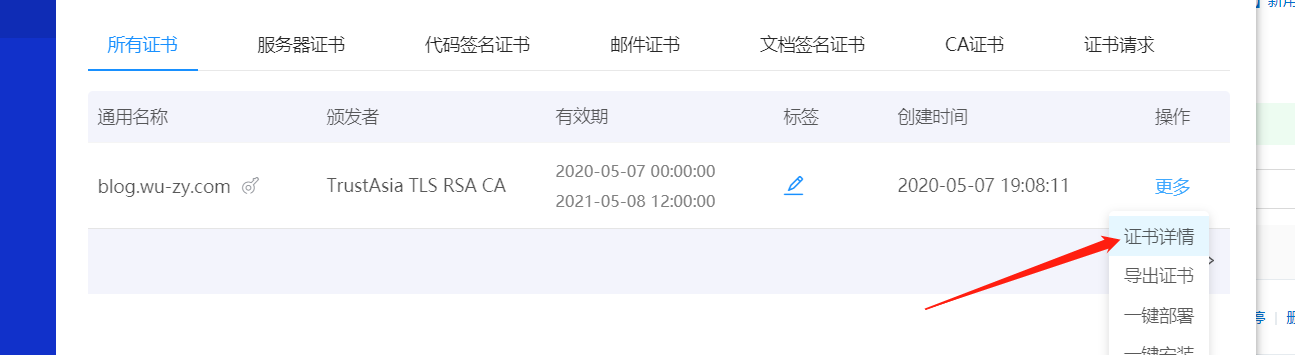 新用
所有证书 服务器证书 代码签名证书 邮件证书 文档签名证书 CA证书 证书请求
通用名称 颁发者 有效期 标签 创建时间 操作
blog.wu-zy.com TrustAsia TLS RSA CA 2020-05-07 00:00:00 2020-05-07 19:08:11 更多
2021-05-08 12:00:00
证书详情
导出证书
一键部署
一键安装